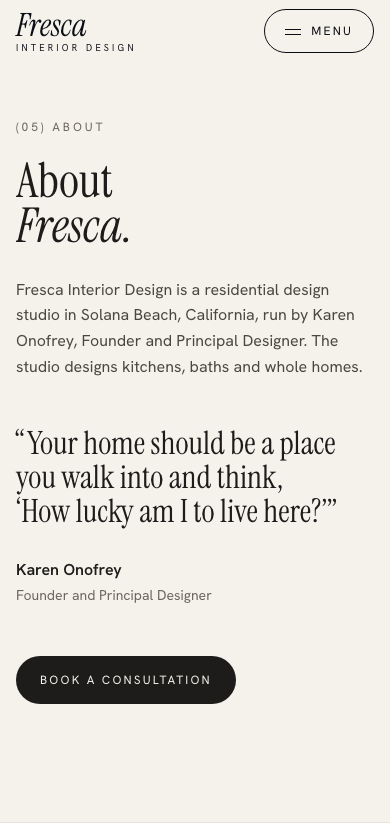 Fresca
INTERIOR DESIGN
MENU
(05) ABOUT
About
Fresca.
Fresca Interior Design is a residential design
studio in Solana Beach, California, run by Karen
Onofrey, Founder and Principal Designer. The
studio designs kitchens, baths and whole homes.
“Your home should be a place
you walk into and think,
‘How lucky am I to live here?’”
Karen Onofrey
Founder and Principal Designer
BOOK A CONSULTATION